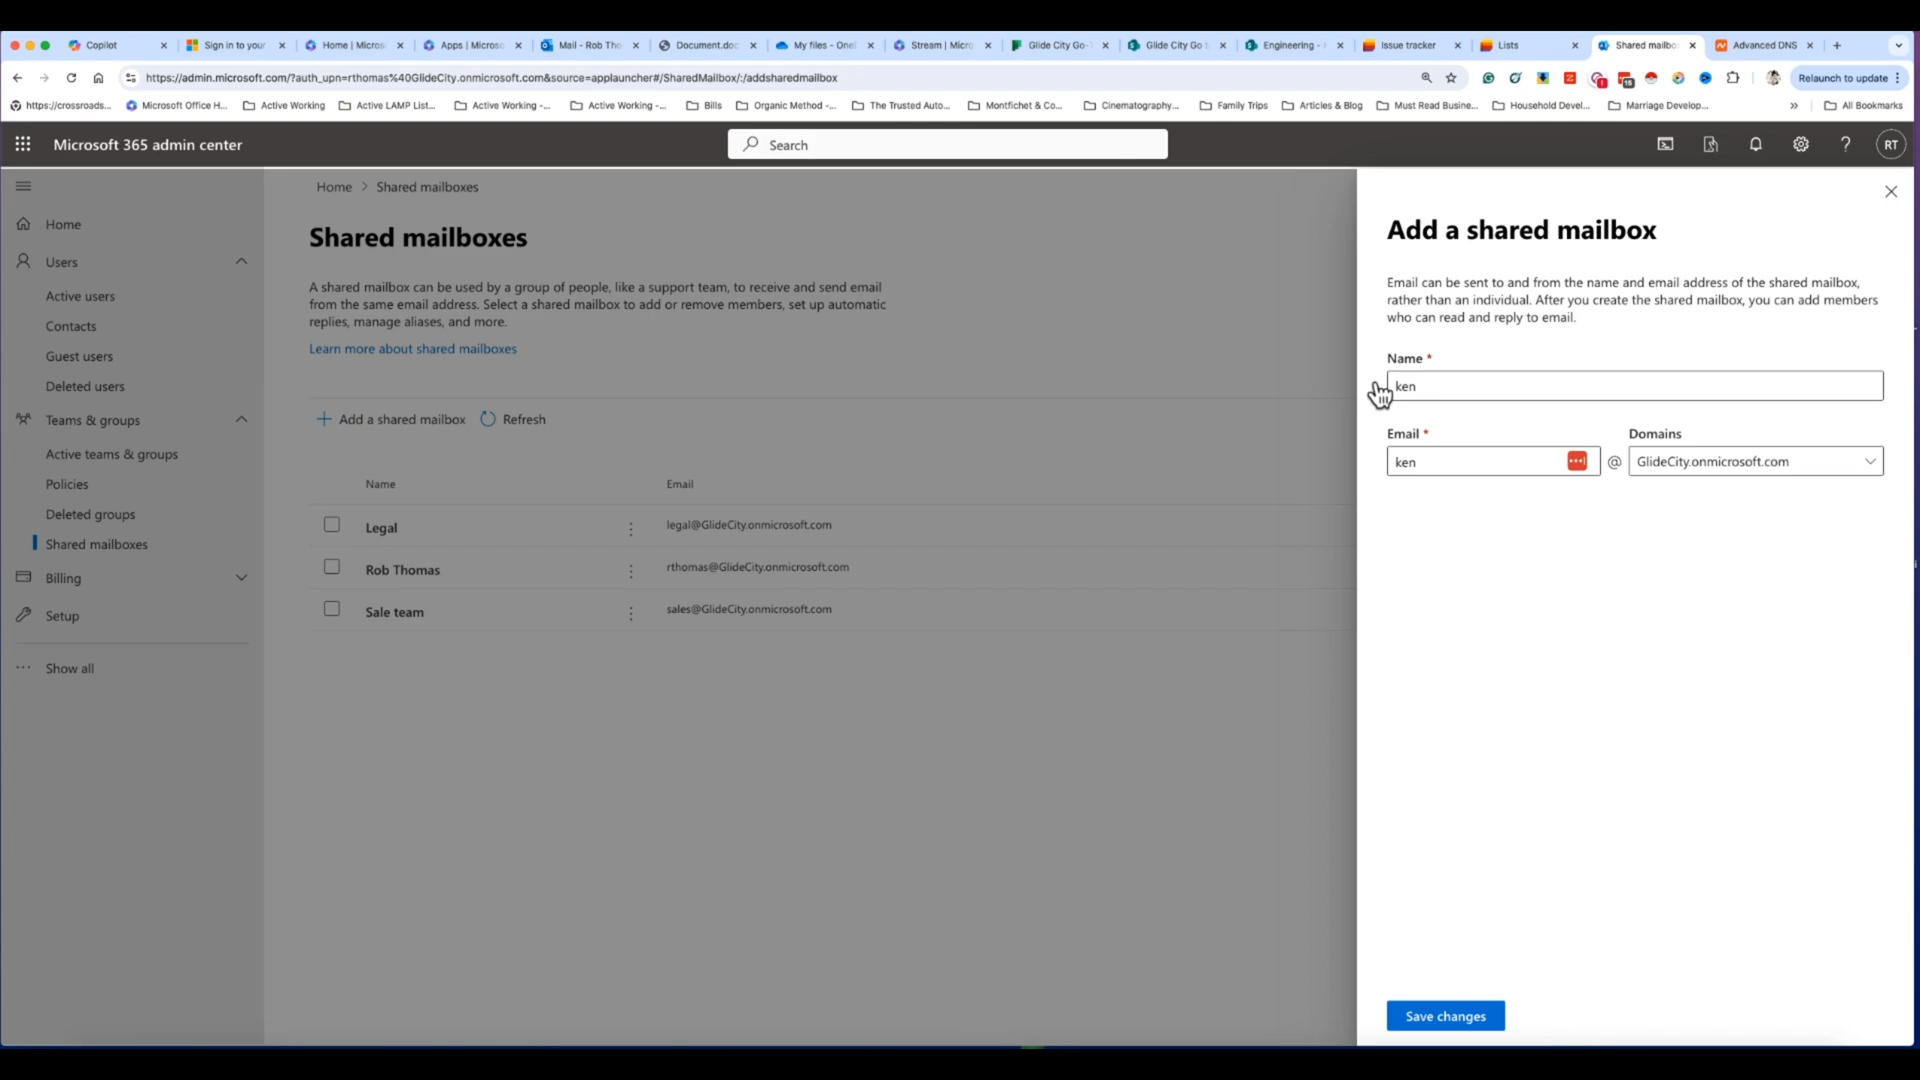 Copilot
Sign in to your
Home | Micros
Apps | Microso
Mail - Rob Tho
Document.doc
My files - One
Stream | Micro
Glide City Go-
Glide City Go t
Engineering -
Issue tracker
Lists
Shared mailbo
Advanced DNS
https://admin.microsoft.com/?auth_upn=rthomas%40GlideCity.onmicrosoft.com&source=applauncher#/SharedMailbox/:/addsharedmailbox
Relaunch to update
https://crossroads...
Microsoft Office H...
Active Working
Active LAMP List...
Active Working -...
Active Working -...
Bills
Organic Method -...
The Trusted Auto...
Montfichet & Co...
Cinematography...
Family Trips
Articles & Blog
Must Read Busine...
Household Devel...
Marriage Develop...
»
All Bookmarks
Microsoft 365 admin center
Search
RT
Home
Users
Active users
Contacts
Guest users
Deleted users
Teams & groups
Active teams & groups
Policies
Deleted groups
Shared mailboxes
Billing
Setup
Show all
Home > Shared mailboxes
Shared mailboxes
A shared mailbox can be used by a group of people, like a support team, to receive and send email
from the same email address. Select a shared mailbox to add or remove members, set up automatic
replies, manage aliases, and more.
Learn more about shared mailboxes
Add a shared mailbox
Refresh
Name
Email
Legal
legal@GlideCity.onmicrosoft.com
Rob Thomas
rthomas@GlideCity.onmicrosoft.com
Sale team
sales@GlideCity.onmicrosoft.com
Add a shared mailbox
Email can be sent to and from the name and email address of the shared mailbox,
rather than an individual. After you create the shared mailbox, you can add members
who can read and reply to email.
Name *
ken
Email *
Domains
ken
@
GlideCity.onmicrosoft.com
Save changes